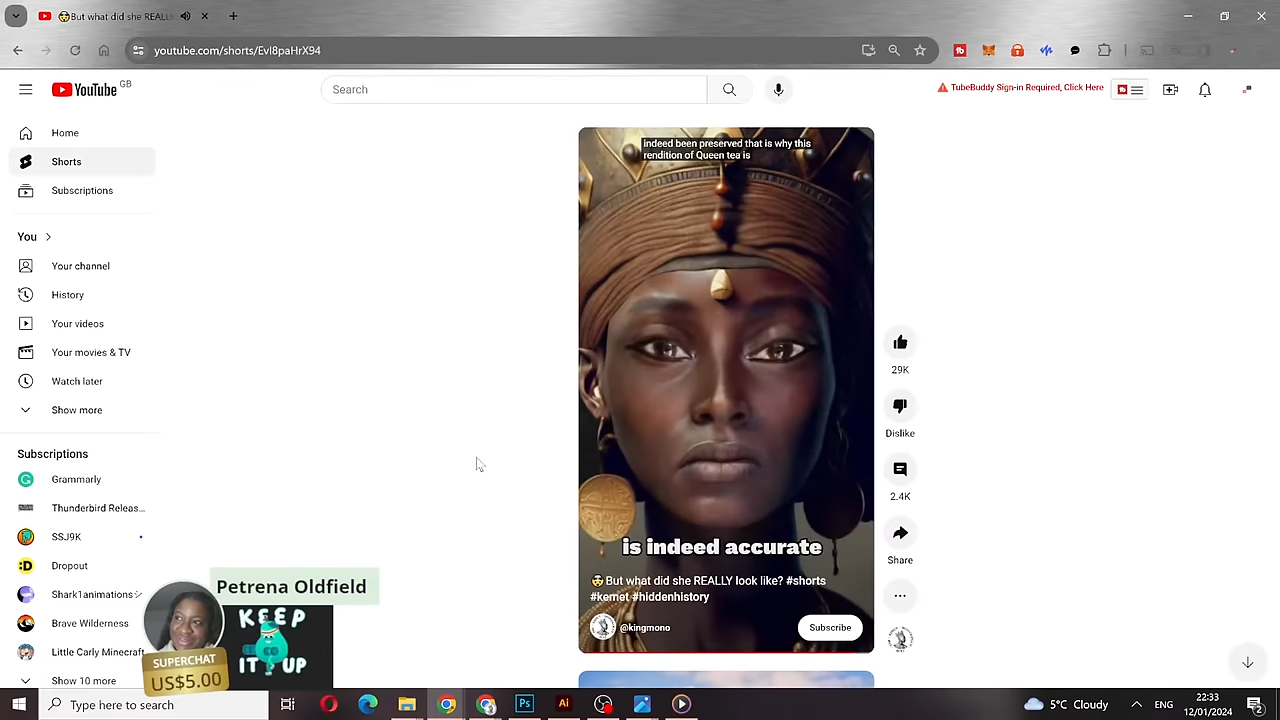 But what did she REALL
youtube.com/shorts/Evl8paHrX94
YouTube GB
Search
TubeBuddy Sign-in Required, Click Here
Home
Shorts
Subscriptions
You
Your channel
History
Your videos
Your movies & TV
Watch later
Show more
Subscriptions
Grammarly
Thunderbird Releas...
SSJ9K
Dropout
Shark1animations
Brave Wilderness
Little Carly Minecraft
Show 10 more
indeed been preserved that is why this
rendition of Queen tea is
is indeed accurate
But what did she REALLY look like? #shorts
#kemet #hiddenhistory
@kingmono
Subscribe
29K
Dislike
2.4K
Share
Petrena Oldfield
KEEP
IT UP
SUPERCHAT
US$5.00
Type here to search
Ps
Ai
5°C Cloudy
ENG
22:33
12/01/2024
2